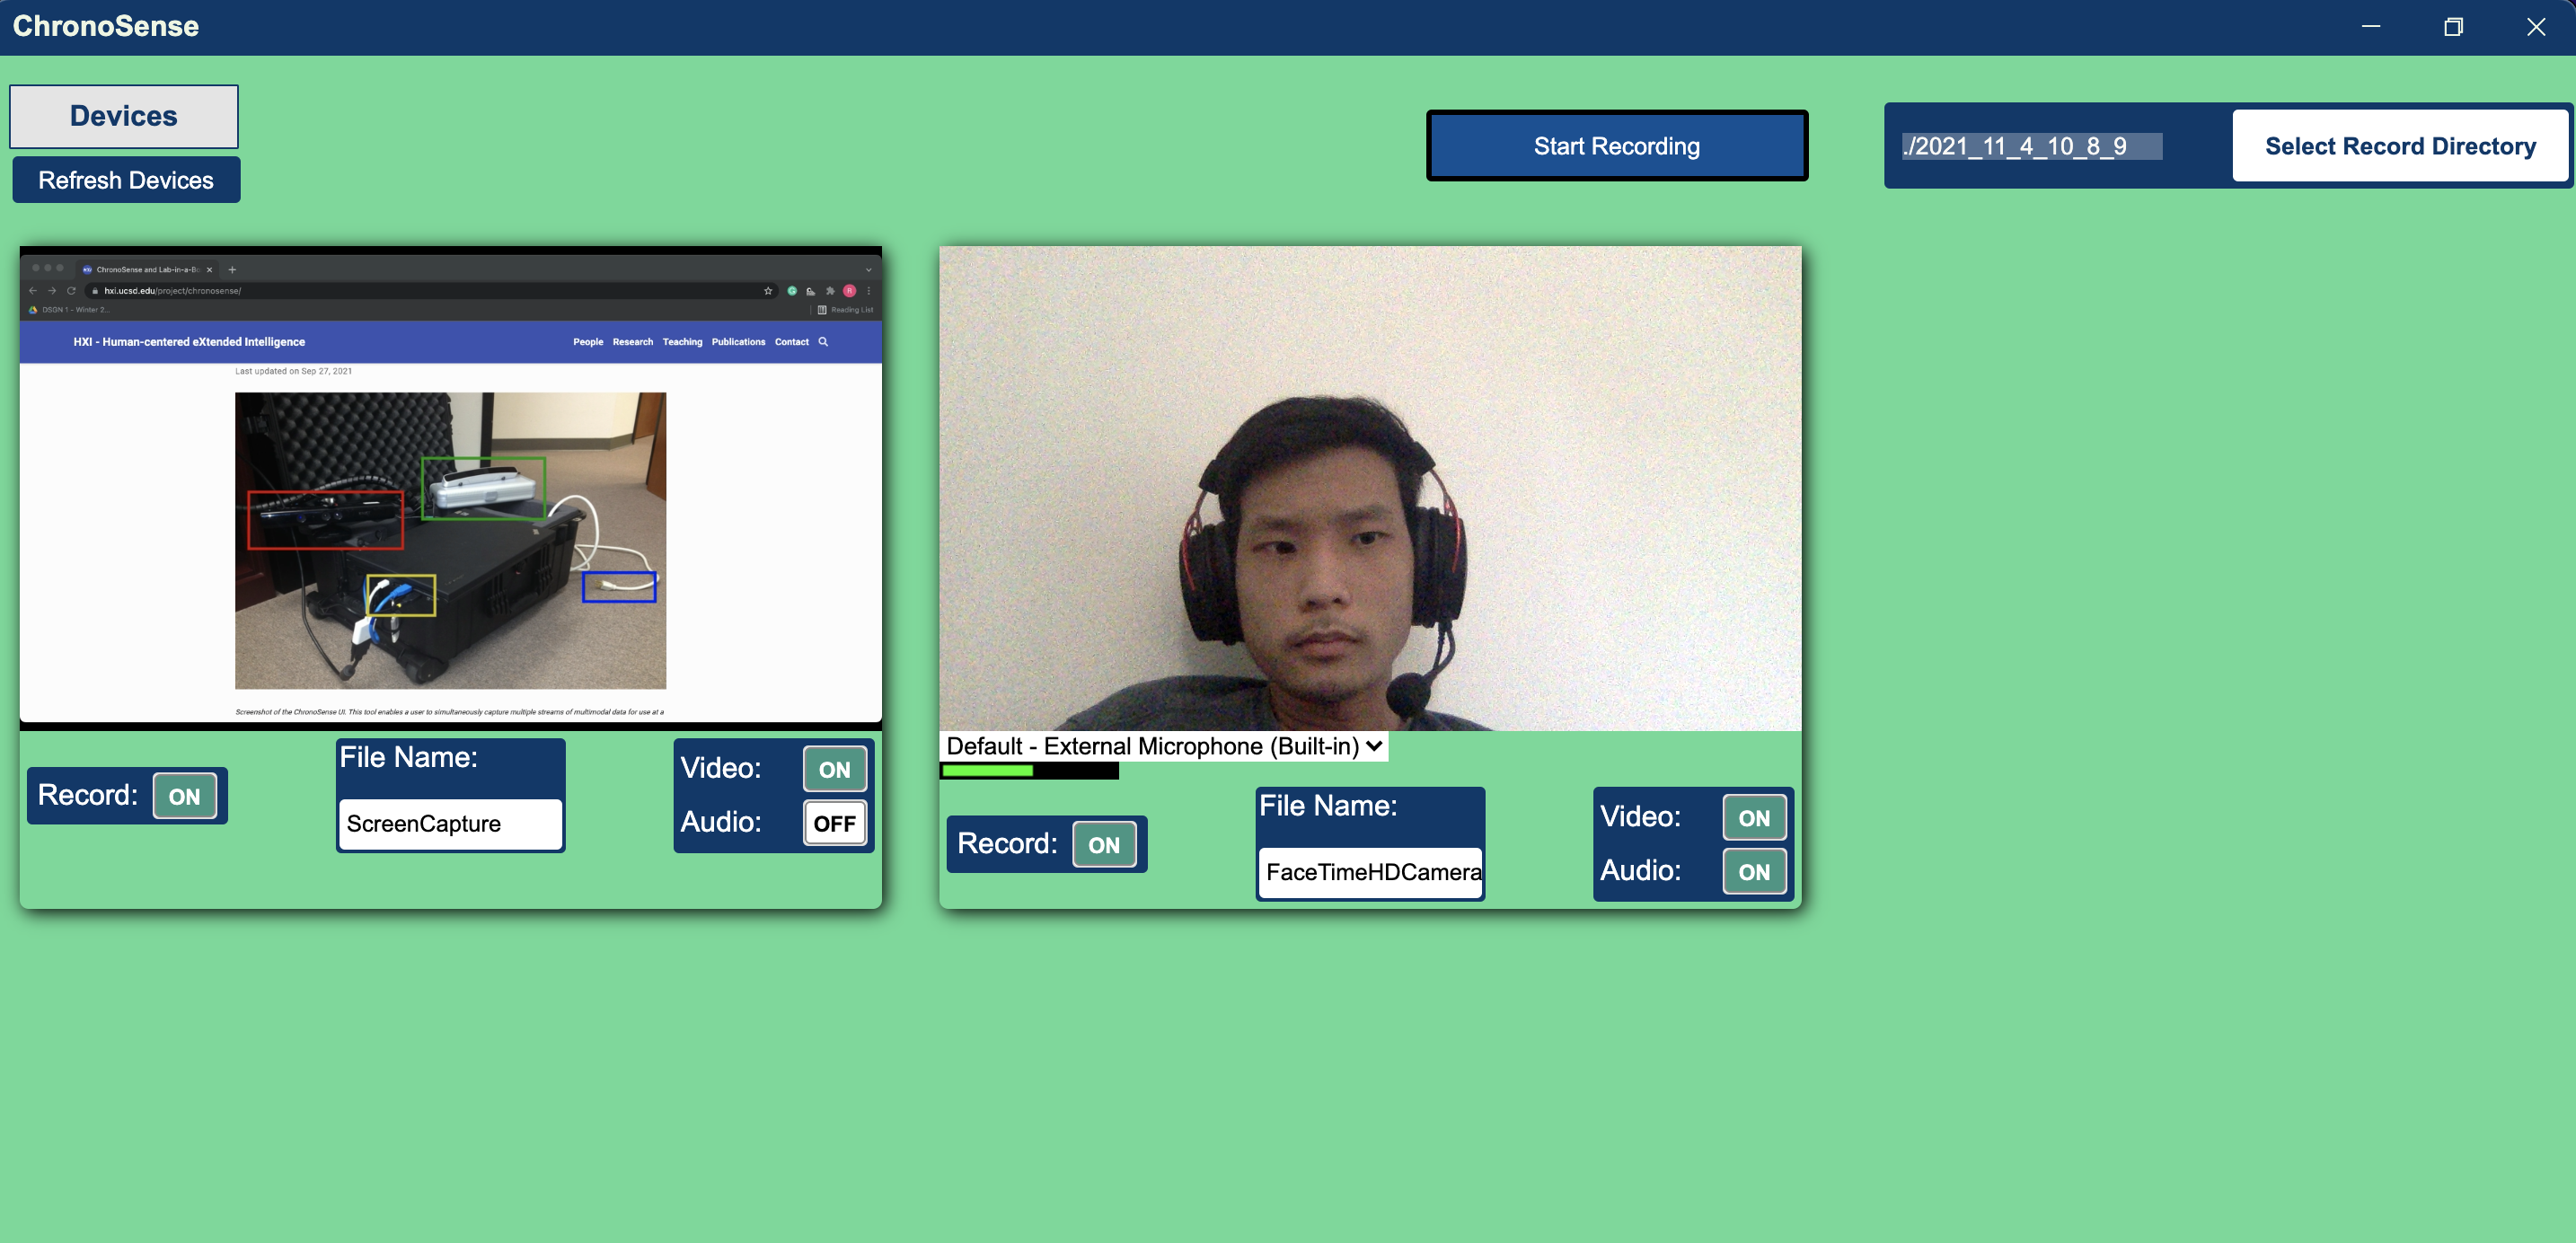 ChronoSense
Devices
Refresh Devices
Start Recording
./2021_11_4_10_8_9
Select Record Directory
ChronoSense and Lab-in-a-Bo
hxi.ucsd.edu/project/chronosense/
DSGN 1 - Winter 2...
Reading List
HXI - Human-centered eXtended Intelligence
People Research Teaching Publications Contact
Last updated on Sep 27, 2021
Screenshot of the ChronoSense UI. This tool enables a user to simultaneously capture multiple streams of multimodal data for use at a
Record: ON
File Name:
ScreenCapture
Video: ON
Audio: OFF
Default - External Microphone (Built-in)
Record: ON
File Name:
FaceTimeHDCamera
Video: ON
Audio: ON